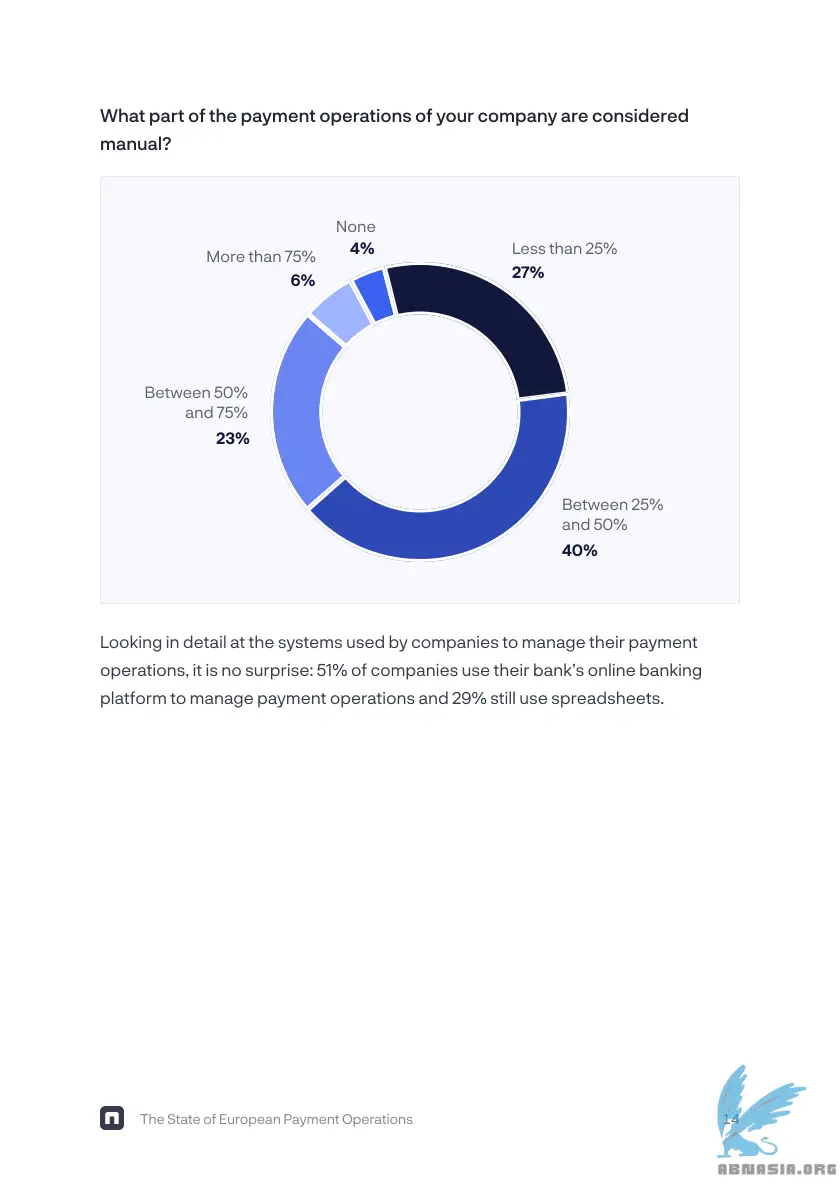 What part of the payment operations of your company are considered
manual?
None
4%
More than 75%
6%
Less than 25%
27%
Between 50%
and 75%
23%
Between 25%
and 50%
40%
Looking in detail at the systems used by companies to manage their payment
operations, it is no surprise: 51% of companies use their bank’s online banking
platform to manage payment operations and 29% still use spreadsheets.
The State of European Payment Operations
14
ABNASIA.ORG